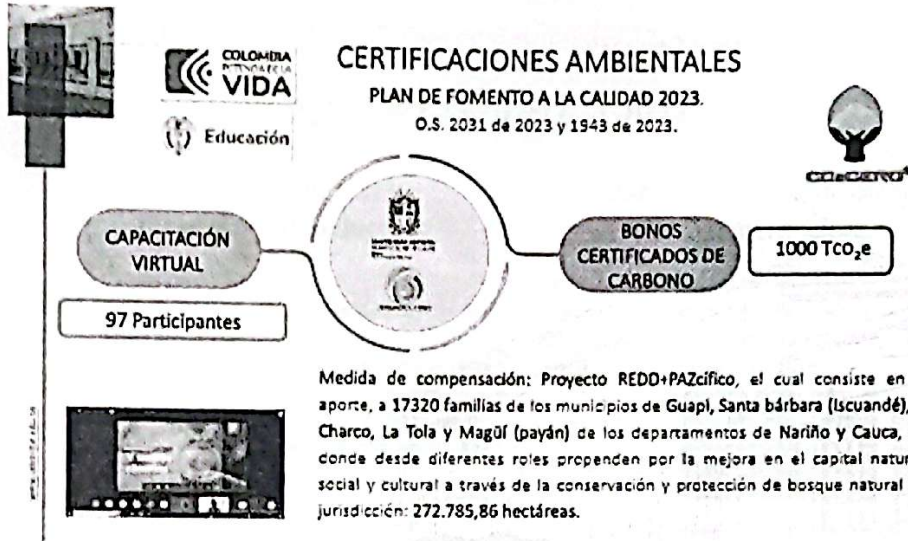 COLOMBIA
POTENCIA DE LA
VIDA
Educación
CERTIFICACIONES AMBIENTALES
PLAN DE FOMENTO A LA CALIDAD 2023.
O.S. 2031 de 2023 y 1943 de 2023.
CO2CERO
CAPACITACIÓN
VIRTUAL
97 Participantes
BONOS
CERTIFICADOS DE
CARBONO
1000 Tco₂e
Medida de compensación: Proyecto REDD+PAZcífico, el cual consiste en
aporte, a 17320 familias de los municipios de Guapi, Santa bárbara (Iscuandé),
Charco, La Tola y Magüí (payán) de los departamentos de Nariño y Cauca,
donde desde diferentes roles propenden por la mejora en el capital natur
social y cultural a través de la conservación y protección de bosque natural
jurisdicción: 272.785,86 hectáreas.